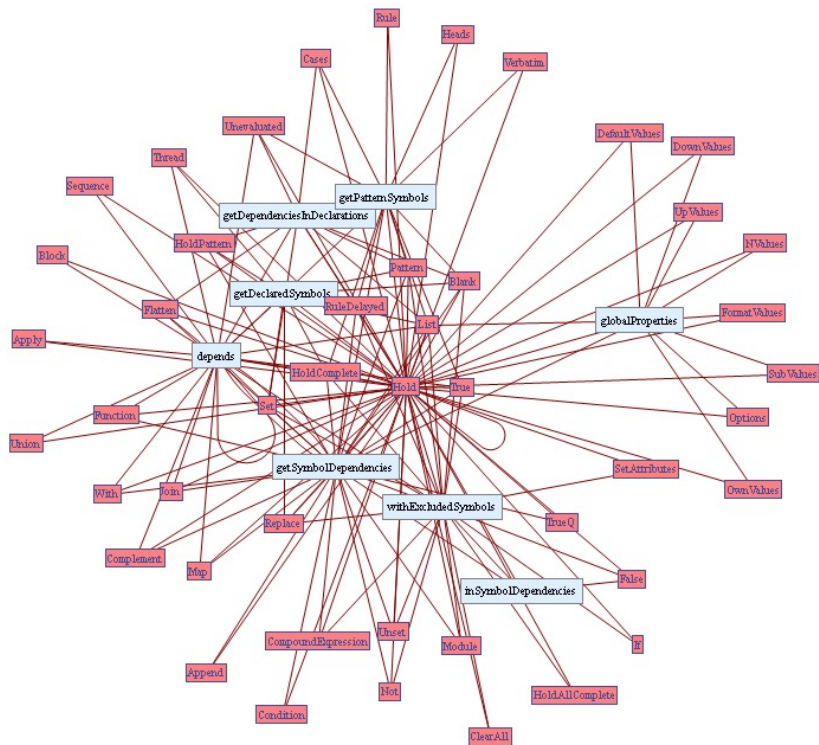 Rule
Heads
Cases
Verbatim
Unevaluated
DefaultValues
DownValues
Thread
Sequence
getPatternSymbols
getDependenciesInDeclarations
UpValues
HoldPattern
NValues
Block
Pattern
Blank
getDeclaredSymbols
RuleDelayed
Flatten
List
globalProperties
FormatValues
Apply
depends
HoldComplete
Hold
True
SubValues
Set
Function
Options
Union
getSymbolDependencies
SetAttributes
With
Join
OwnValues
withExcludedSymbols
Replace
TrueQ
Complement
Map
False
inSymbolDependencies
Unset
CompoundExpression
Module
If
Append
Not
HoldAllComplete
Condition
ClearAll